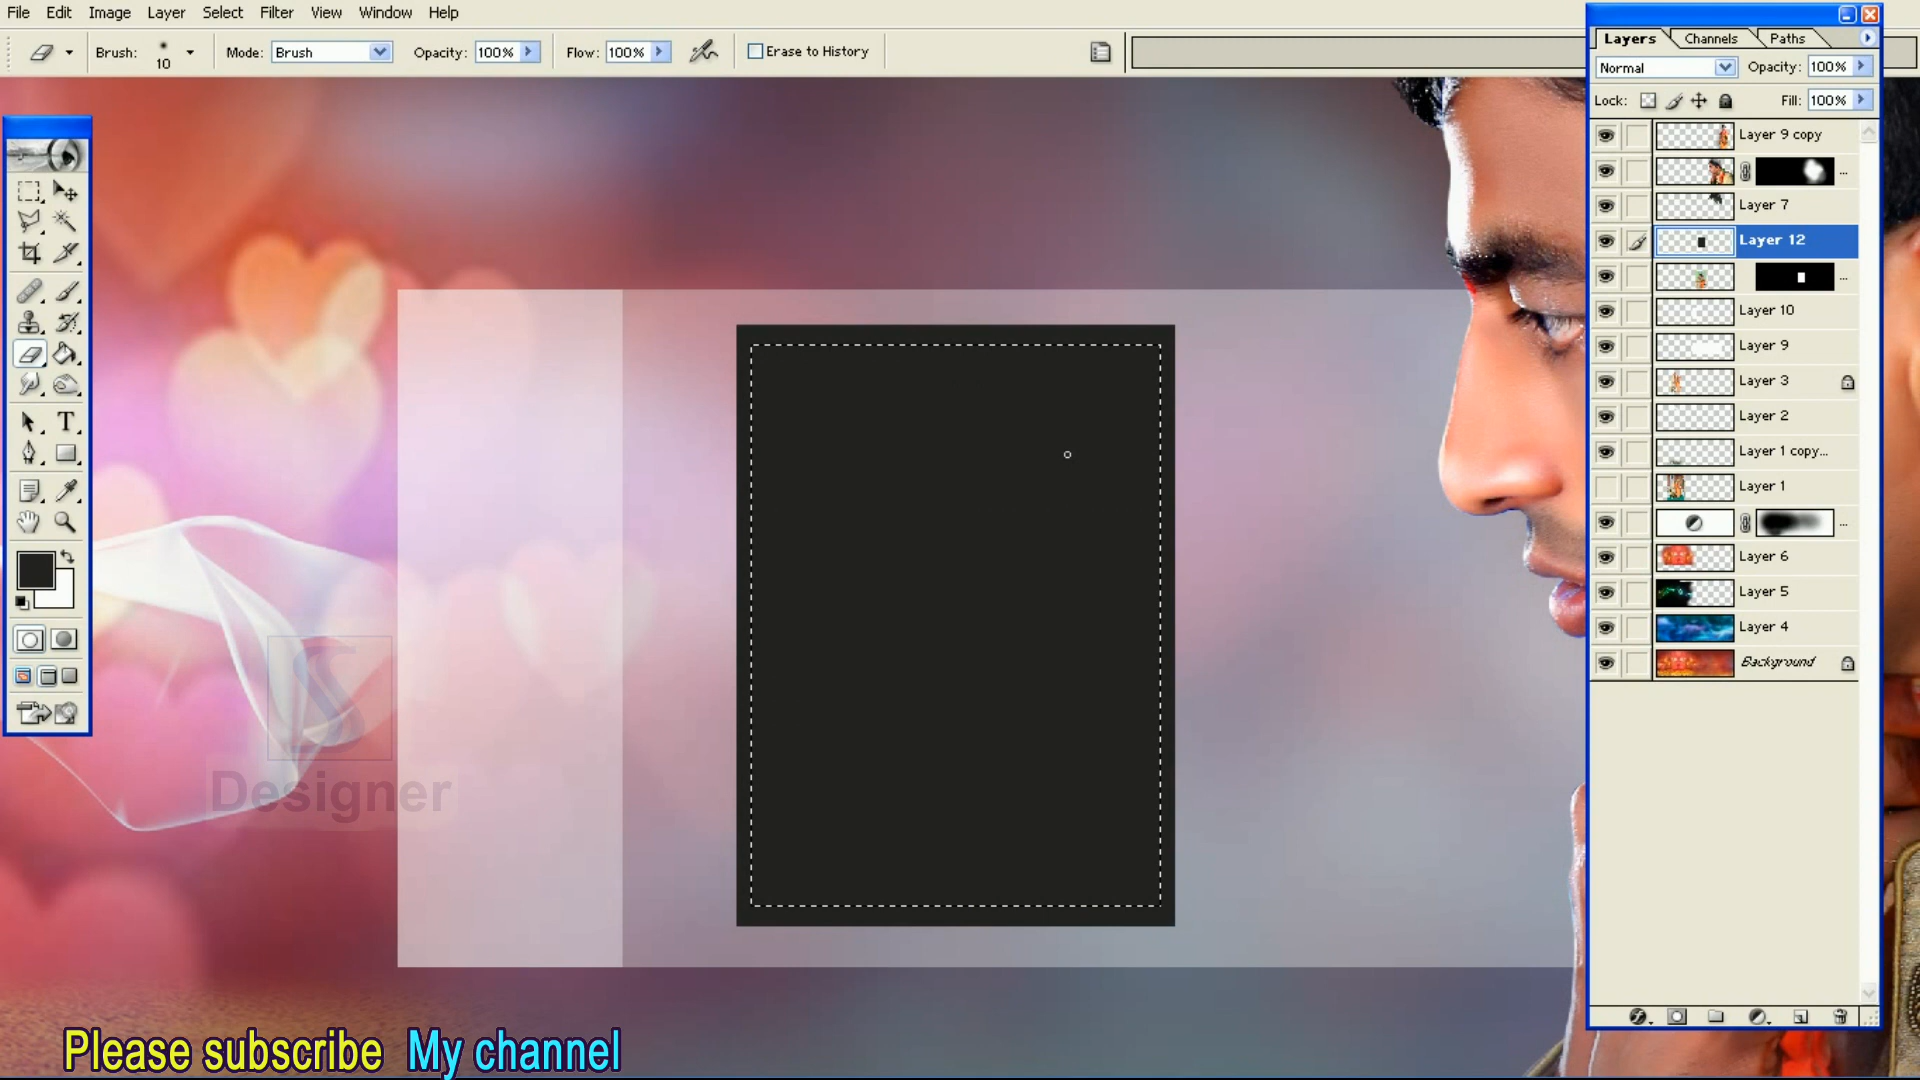 File Edit Image Layer Select Filter View Window Help
Brush: 10 Mode: Brush Opacity: 100% Flow: 100% Erase to History
Layers Channels Paths
Normal Opacity: 100%
Lock: Fill: 100%
Layer 9 copy
...
Layer 7
Layer 12
...
Layer 10
Layer 9
Layer 3
Layer 2
Layer 1 copy...
Layer 1
...
Layer 6
Layer 5
Layer 4
Background
T
S
Designer
Please subscribe My channel